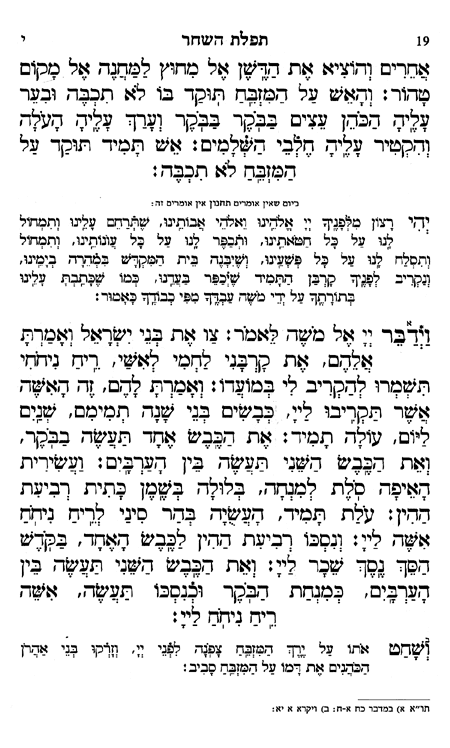 19 תפלת השחר י
אֲחֵרִים וְהוֹצִיא אֶת הַדֶּשֶׁן אֶל מִחוּץ לַמַּחֲנֶה אֶל מָקוֹם
טָהוֹר: וְהָאֵשׁ עַל הַמִּזְבֵּחַ תּוּקַד בּוֹ לֹא תִכְבֶּה וּבִעֵר
עָלֶיהָ הַכֹּהֵן עֵצִים בַּבֹּקֶר בַּבֹּקֶר וְעָרַךְ עָלֶיהָ הָעֹלָה
וְהִקְטִיר עָלֶיהָ חֶלְבֵי הַשְּׁלָמִים: אֵשׁ תָּמִיד תּוּקַד עַל
הַמִּזְבֵּחַ לֹא תִכְבֶּה:
ביום שאין אומרים תחנון אין אומרים זה:
יְהִי רָצוֹן מִלְּפָנֶיךָ יְיָ אֱלֹהֵינוּ וֵאלֹהֵי אֲבוֹתֵינוּ, שֶׁתְּרַחֵם עָלֵינוּ וְתִמְחוֹל
לָנוּ עַל כָּל חַטֹּאתֵינוּ, וּתְכַפֵּר לָנוּ עַל כָּל עֲוֹנוֹתֵינוּ, וְתִמְחוֹל
וְתִסְלַח לָנוּ עַל כָּל פְּשָׁעֵינוּ, וְשֶׁיִּבָּנֶה בֵּית הַמִּקְדָּשׁ בִּמְהֵרָה בְיָמֵינוּ,
וְנַקְרִיב לְפָנֶיךָ קָרְבַּן הַתָּמִיד שֶׁיְּכַפֵּר בַּעֲדֵנוּ, כְּמוֹ שֶׁכָּתַבְתָּ עָלֵינוּ
בְּתוֹרָתֶךָ עַל יְדֵי מֹשֶׁה עַבְדֶּךָ מִפִּי כְבוֹדֶךָ כָּאָמוּר:
וַיְדַבֵּר יְיָ אֶל מֹשֶׁה לֵּאמֹר: צַו אֶת בְּנֵי יִשְׂרָאֵל וְאָמַרְתָּ
אֲלֵהֶם, אֶת קָרְבָּנִי לַחְמִי לְאִשַּׁי, רֵיחַ נִיחֹחִי
תִּשְׁמְרוּ לְהַקְרִיב לִי בְּמוֹעֲדוֹ: וְאָמַרְתָּ לָהֶם, זֶה הָאִשֶּׁה
אֲשֶׁר תַּקְרִיבוּ לַיְיָ, כְּבָשִׂים בְּנֵי שָׁנָה תְמִימִם, שְׁנַיִם
לַיּוֹם, עוֹלָה תָמִיד: אֶת הַכֶּבֶשׂ אֶחָד תַּעֲשֶׂה בַבֹּקֶר,
וְאֵת הַכֶּבֶשׂ הַשֵּׁנִי תַּעֲשֶׂה בֵּין הָעַרְבָּיִם: וַעֲשִׂירִית
הָאֵיפָה סֹלֶת לְמִנְחָה, בְּלוּלָה בְּשֶׁמֶן כָּתִית רְבִיעִת
הַהִין: עֹלַת תָּמִיד, הָעֲשֻׂיָה בְּהַר סִינַי לְרֵיחַ נִיחֹחַ
אִשֶּׁה לַיְיָ: וְנִסְכּוֹ רְבִיעִת הַהִין לַכֶּבֶשׂ הָאֶחָד, בַּקֹּדֶשׁ
הַסֵּךְ נֶסֶךְ שֵׁכָר לַיְיָ: וְאֵת הַכֶּבֶשׂ הַשֵּׁנִי תַּעֲשֶׂה בֵּין
הָעַרְבָּיִם, כְּמִנְחַת הַבֹּקֶר וּכְנִסְכּוֹ תַּעֲשֶׂה, אִשֵּׁה
רֵיחַ נִיחֹחַ לַיְיָ:
וְשָׁחַט אֹתוֹ עַל יֶרֶךְ הַמִּזְבֵּחַ צָפֹנָה לִפְנֵי יְיָ, וְזָרְקוּ בְּנֵי אַהֲרֹן
הַכֹּהֲנִים אֶת דָּמוֹ עַל הַמִּזְבֵּחַ סָבִיב:
תו"א א) במדבר כח א-ח: ב) ויקרא א יא: